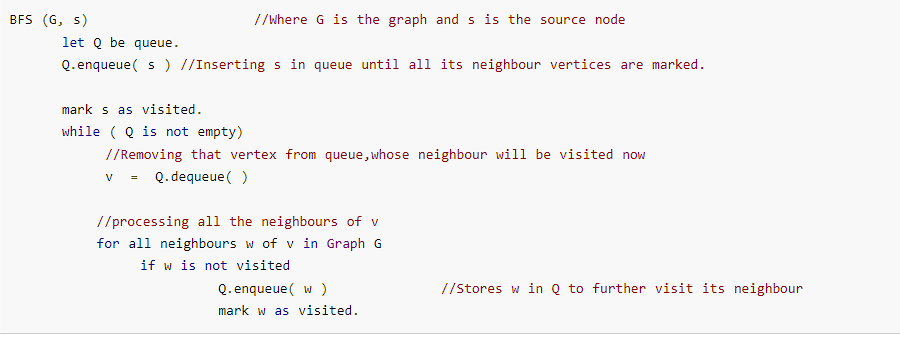 BFS (G, s)                    //Where G is the graph and s is the source node
let Q be queue.
Q.enqueue( s ) //Inserting s in queue until all its neighbour vertices are marked.
mark s as visited.
while ( Q is not empty)
//Removing that vertex from queue,whose neighbour will be visited now
v  =  Q.dequeue( )
//processing all the neighbours of v
for all neighbours w of v in Graph G
if w is not visited
Q.enqueue( w )             //Stores w in Q to further visit its neighbour
mark w as visited.